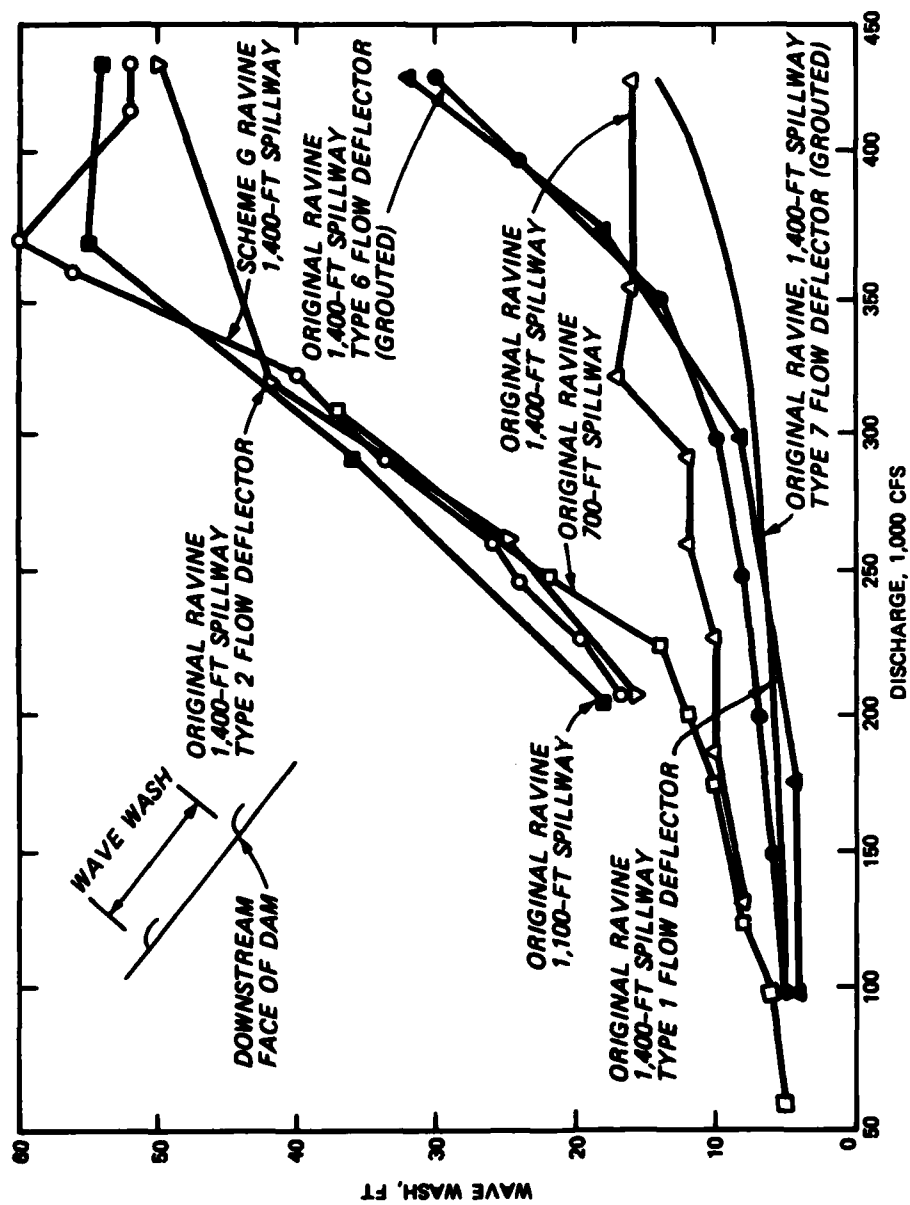 WAVE WASH, FT
60
50
40
30
20
10
0
50
100
150
200
250
300
350
400
450
DISCHARGE, 1,000 CFS
WAVE WASH
DOWNSTREAM
FACE OF DAM
ORIGINAL RAVINE
1,400-FT SPILLWAY
TYPE 2 FLOW DEFLECTOR
SCHEME G RAVINE
1,400-FT SPILLWAY
ORIGINAL RAVINE
1,400-FT SPILLWAY
TYPE 6 FLOW DEFLECTOR
(GROUTED)
ORIGINAL RAVINE
1,100-FT SPILLWAY
ORIGINAL RAVINE
700-FT SPILLWAY
ORIGINAL RAVINE
1,400-FT SPILLWAY
ORIGINAL RAVINE
1,400-FT SPILLWAY
TYPE 1 FLOW DEFLECTOR
ORIGINAL RAVINE, 1,400-FT SPILLWAY
TYPE 7 FLOW DEFLECTOR (GROUTED)